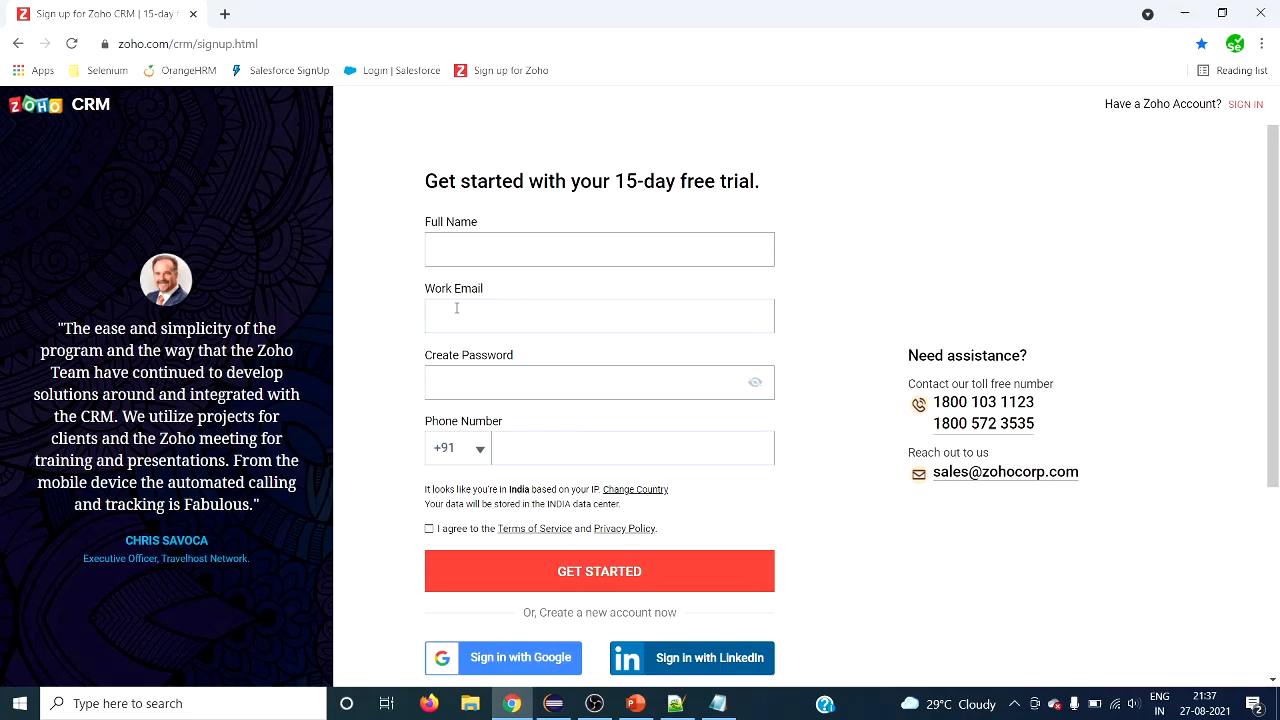 Sign up for Zoho CRM | 15-day f
zoho.com/crm/signup.html
Apps
Selenium
OrangeHRM
Salesforce SignUp
Login | Salesforce
Sign up for Zoho
Reading list
ZOHO CRM
Have a Zoho Account? SIGN IN
Get started with your 15-day free trial.
Full Name
Work Email
Create Password
Phone Number
+91
It looks like you're in India based on your IP. Change Country
Your data will be stored in the INDIA data center.
I agree to the Terms of Service and Privacy Policy.
GET STARTED
Or, Create a new account now
Sign in with Google
Sign in with LinkedIn
"The ease and simplicity of the
program and the way that the Zoho
Team have continued to develop
solutions around and integrated with
the CRM. We utilize projects for
clients and the Zoho meeting for
training and presentations. From the
mobile device the automated calling
and tracking is Fabulous."
CHRIS SAVOCA
Executive Officer, Travelhost Network.
Need assistance?
Contact our toll free number
1800 103 1123
1800 572 3535
Reach out to us
sales@zohocorp.com
Type here to search
29°C Cloudy
ENG
IN
21:37
27-08-2021